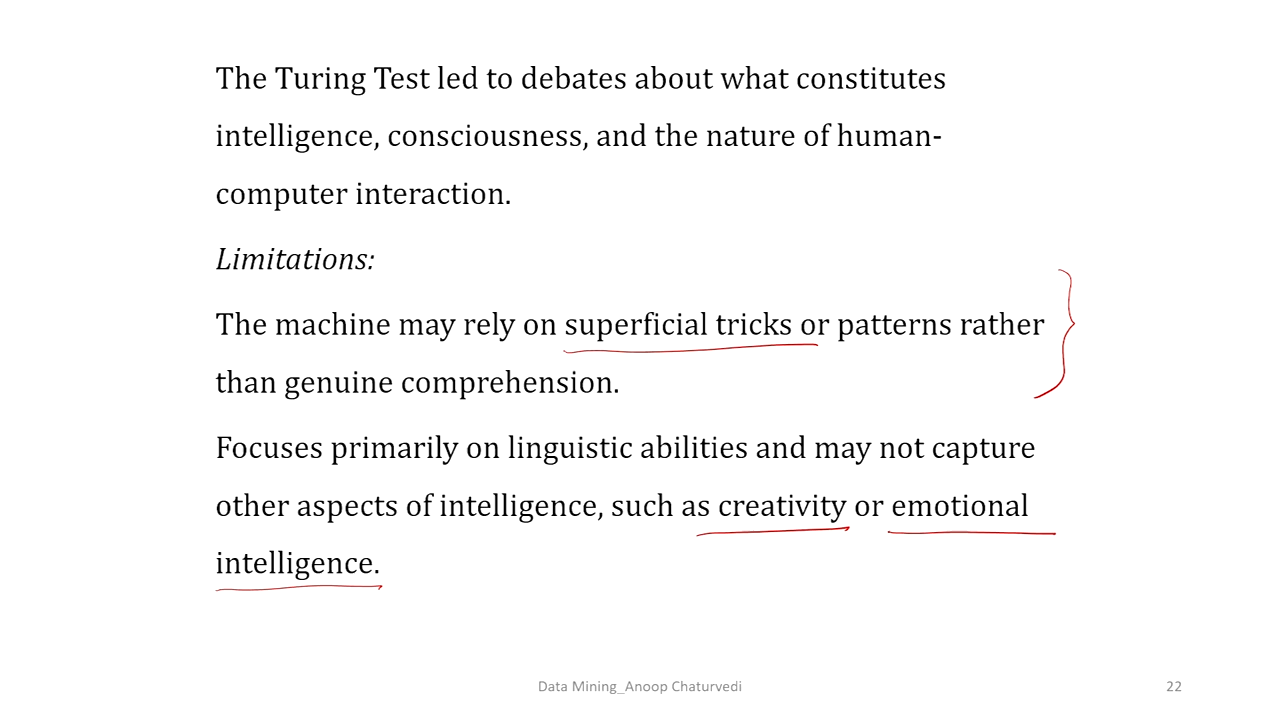 The Turing Test led to debates about what constitutes
intelligence, consciousness, and the nature of human-
computer interaction.
Limitations:
The machine may rely on superficial tricks or patterns rather
than genuine comprehension.
Focuses primarily on linguistic abilities and may not capture
other aspects of intelligence, such as creativity or emotional
intelligence.
Data Mining_Anoop Chaturvedi
22